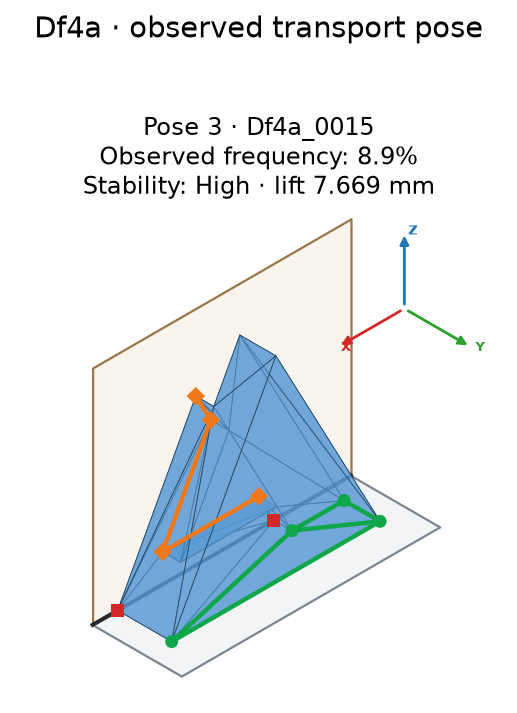 Df4a · observed transport pose
Pose 3 · Df4a_0015
Observed frequency: 8.9%
Stability: High · lift 7.669 mm
Z
X
Y